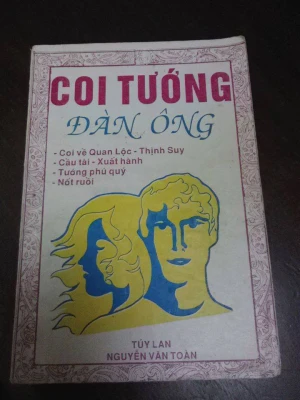 COI TƯỚNG
ĐÀN ÔNG
- Coi về Quan Lộc - Thịnh Suy
- Cầu tài - Xuất hành
- Tướng phú quý
- Nốt ruồi
TÚY LAN
NGUYỄN VĂN TOÀN